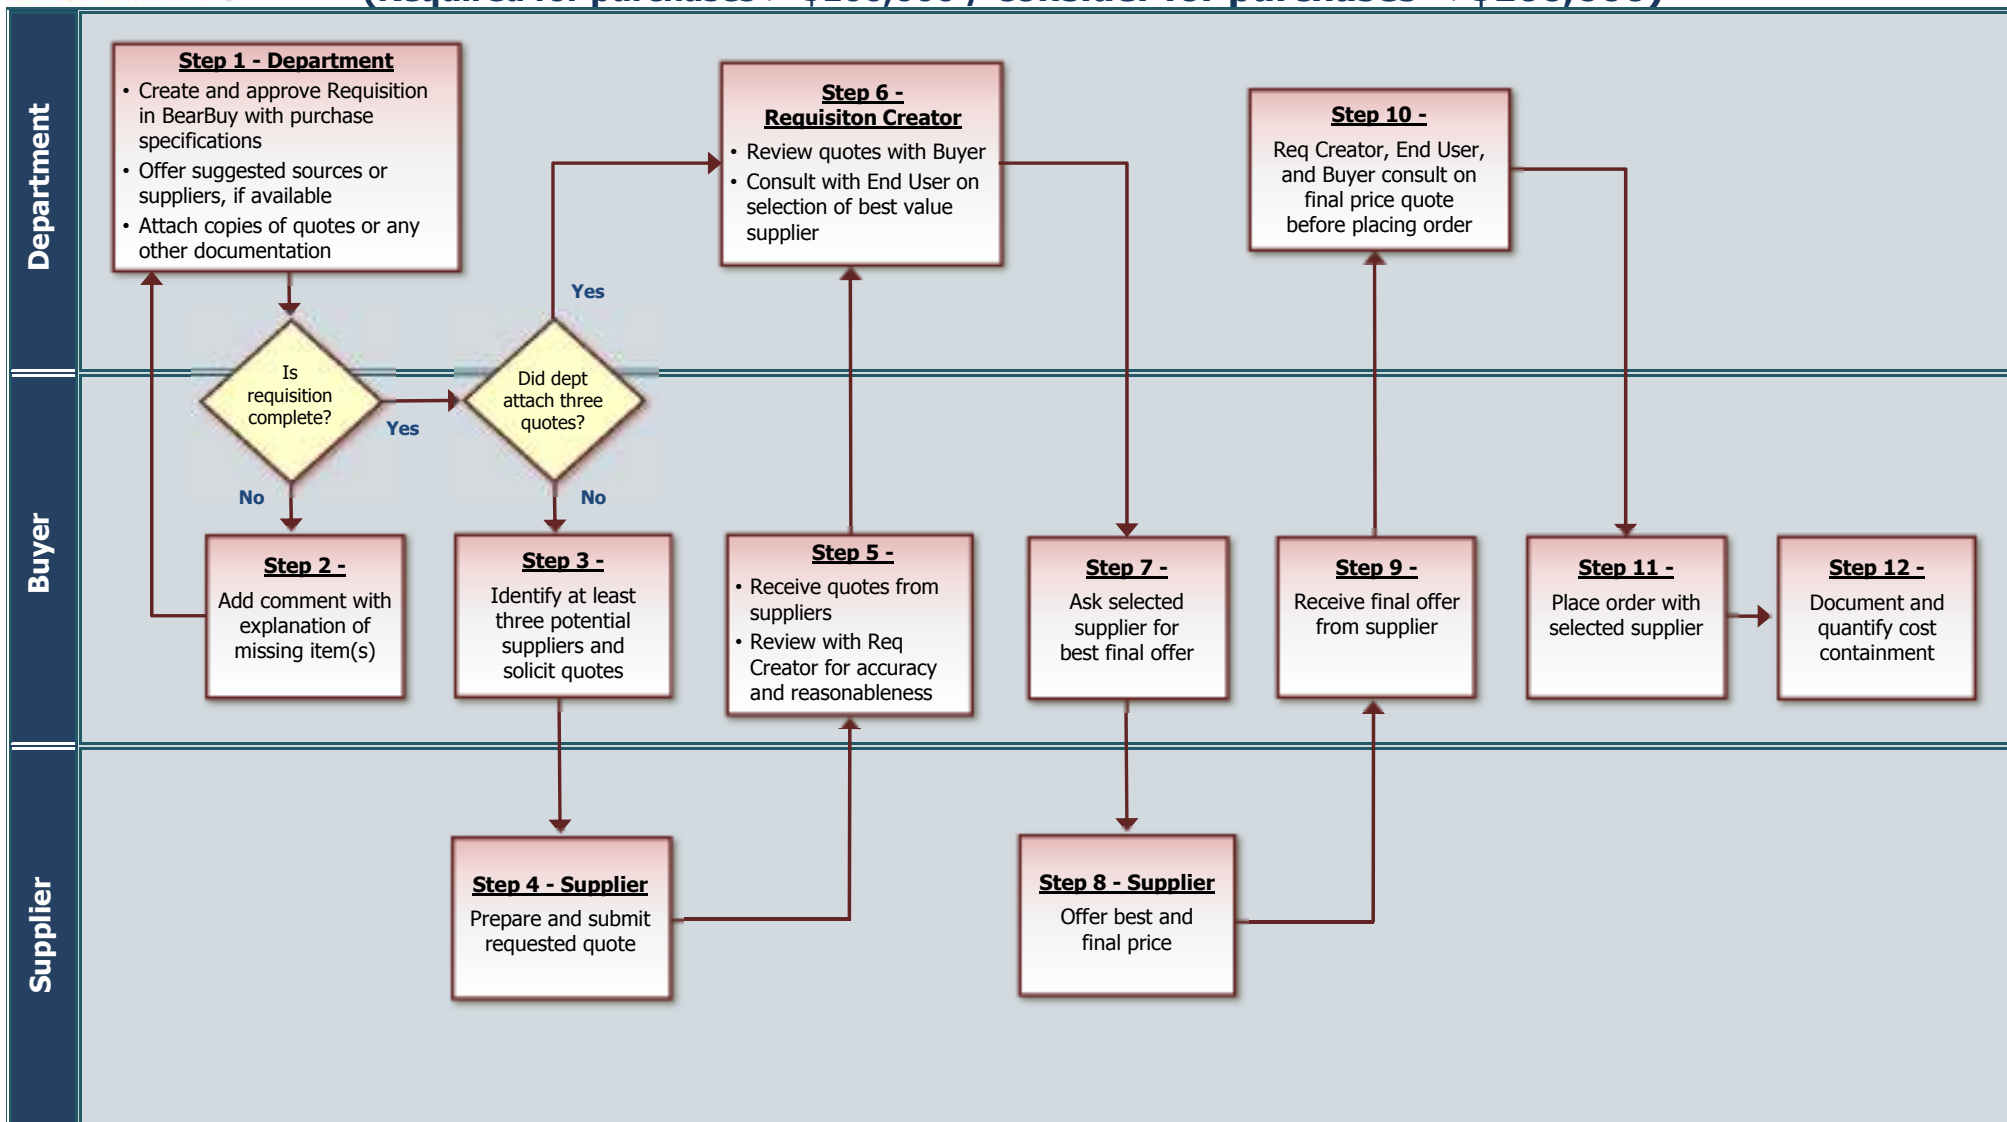 Department
Step 1 - Department
• Create and approve Requisition
in BearBuy with purchase
specifications
• Offer suggested sources or
suppliers, if available
• Attach copies of quotes or any
other documentation
Step 6 -
Requisiton Creator
• Review quotes with Buyer
• Consult with End User on
selection of best value
supplier
Step 10 -
Req Creator, End User,
and Buyer consult on
final price quote
before placing order
Yes
Buyer
Is
requisition
complete?
Yes
No
Did dept
attach three
quotes?
No
Step 2 -
Add comment with
explanation of
missing item(s)
Step 3 -
Identify at least
three potential
suppliers and
solicit quotes
Step 5 -
• Receive quotes from
suppliers
• Review with Req
Creator for accuracy
and reasonableness
Step 7 -
Ask selected
supplier for
best final offer
Step 9 -
Receive final offer
from supplier
Step 11 -
Place order with
selected supplier
Step 12 -
Document and
quantify cost
containment
Supplier
Step 4 - Supplier
Prepare and submit
requested quote
Step 8 - Supplier
Offer best and
final price